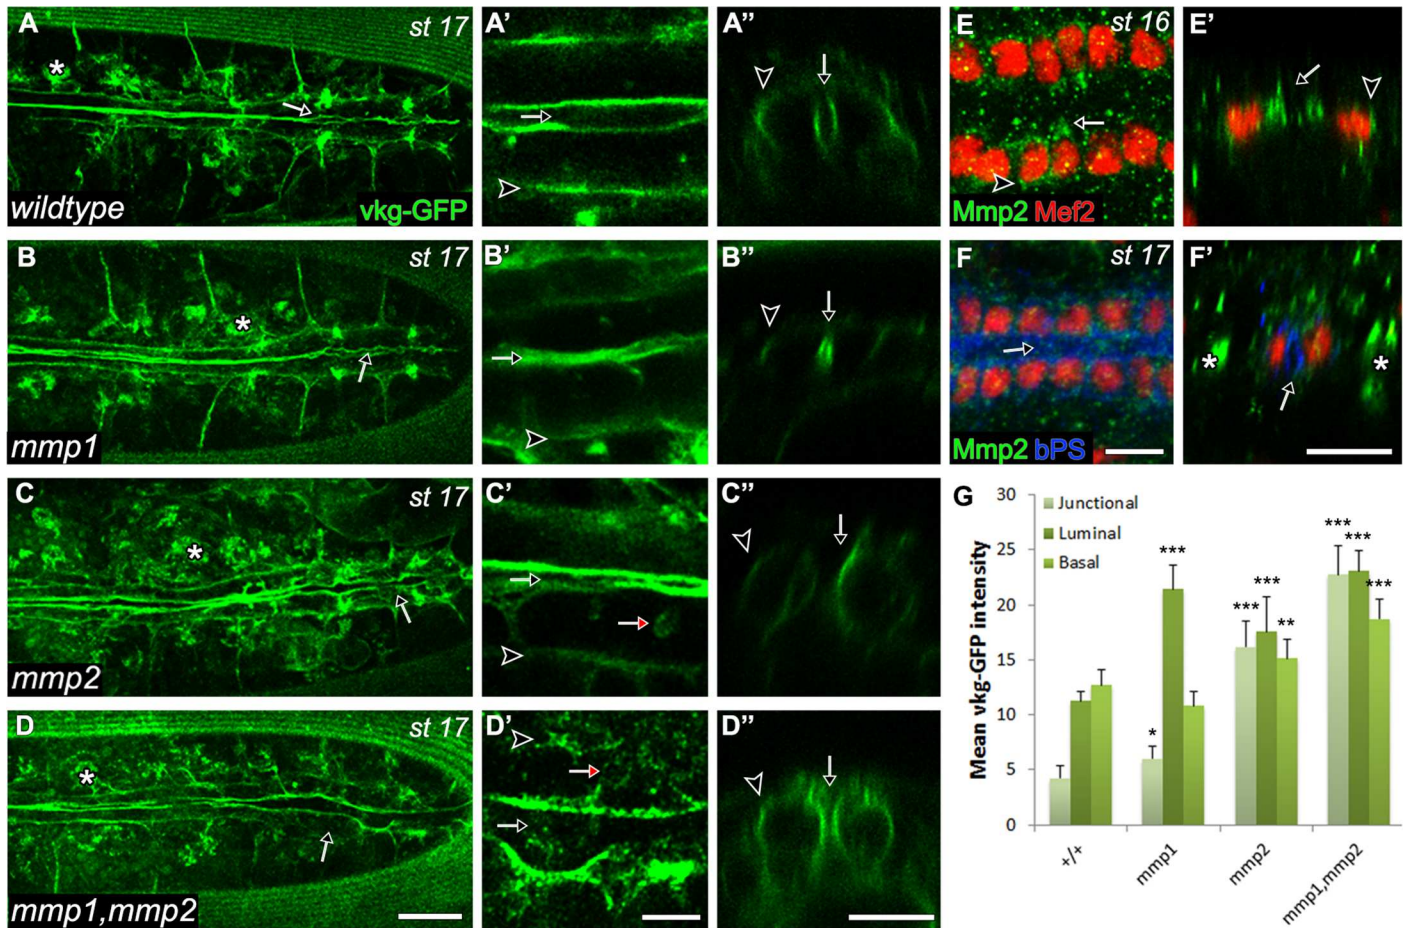 A
st 17
*
wildtype
vkg-GFP
A'
A"
B
st 17
*
mmp1
B'
B"
C
st 17
*
mmp2
C'
C"
D
st 17
*
mmp1,mmp2
D'
D"
E
st 16
Mmp2 Mef2
E'
F
st 17
Mmp2 bPS
F'
* *
G
Mean vkg-GFP intensity
30
25
20
15
10
5
0
Junctional
Luminal
Basal
*
***
***
***
**
***
***
***
+/+
mmp1
mmp2
mmp1,mmp2